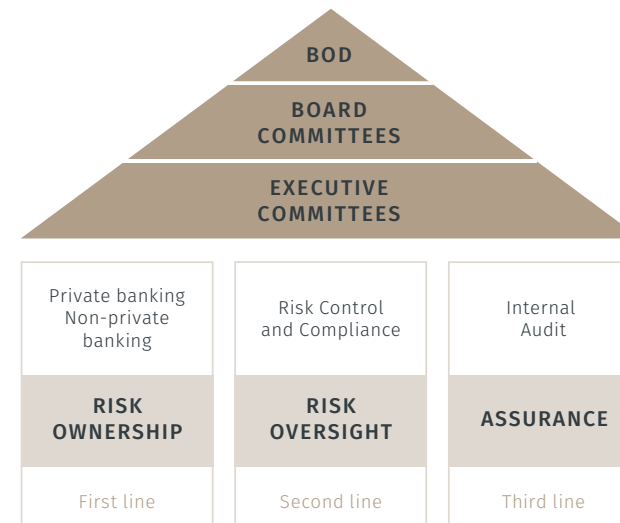 BOD
BOARD
COMMITTEES
EXECUTIVE
COMMITTEES
Private banking
Non-private
banking
RISK
OWNERSHIP
First line
Risk Control
and Compliance
RISK
OVERSIGHT
Second line
Internal
Audit
ASSURANCE
Third line